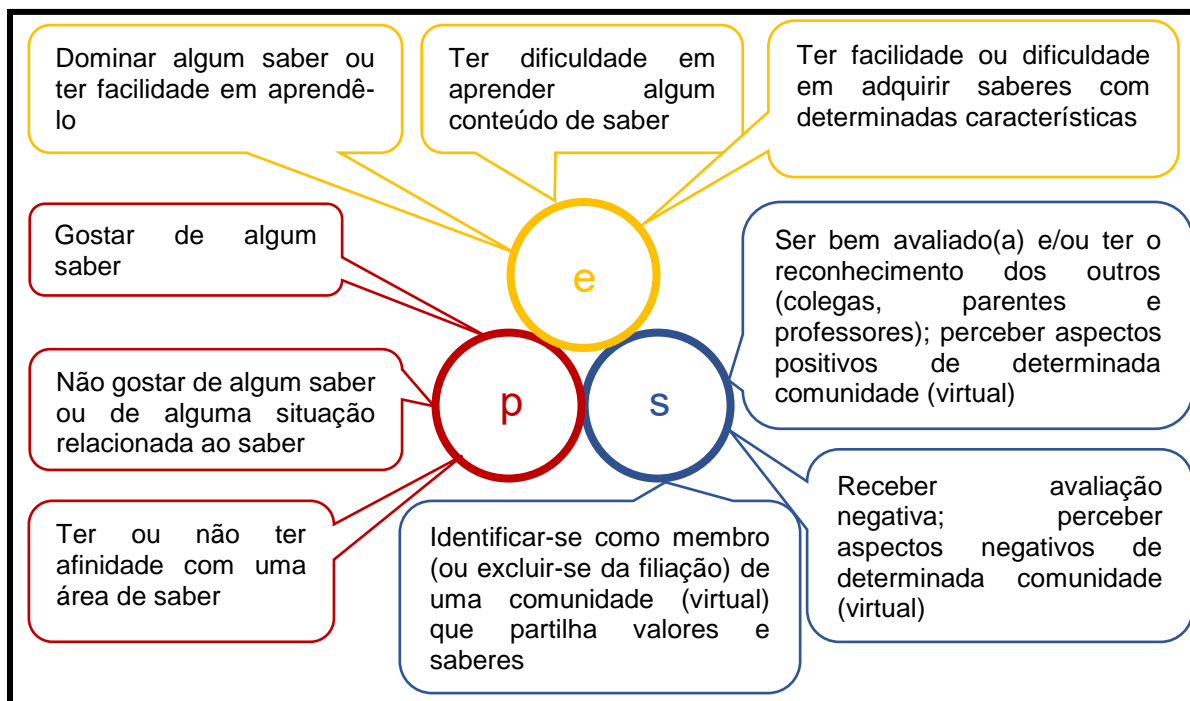 Dominar algum saber ou
ter facilidade em aprendê-
lo
Ter dificuldade em
aprender algum
conteúdo de saber
Ter facilidade ou dificuldade
em adquirir saberes com
determinadas características
e
Gostar de algum
saber
Ser bem avaliado(a) e/ou ter o
reconhecimento dos outros
(colegas, parentes e
professores); perceber aspectos
positivos de determinada
comunidade (virtual)
Não gostar de algum saber
ou de alguma situação
relacionada ao saber
p
s
Ter ou não ter
afinidade com uma
área de saber
Identificar-se como membro
(ou excluir-se da filiação) de
uma comunidade (virtual)
que partilha valores e
saberes
Receber avaliação
negativa; perceber
aspectos negativos de
determinada comunidade
(virtual)